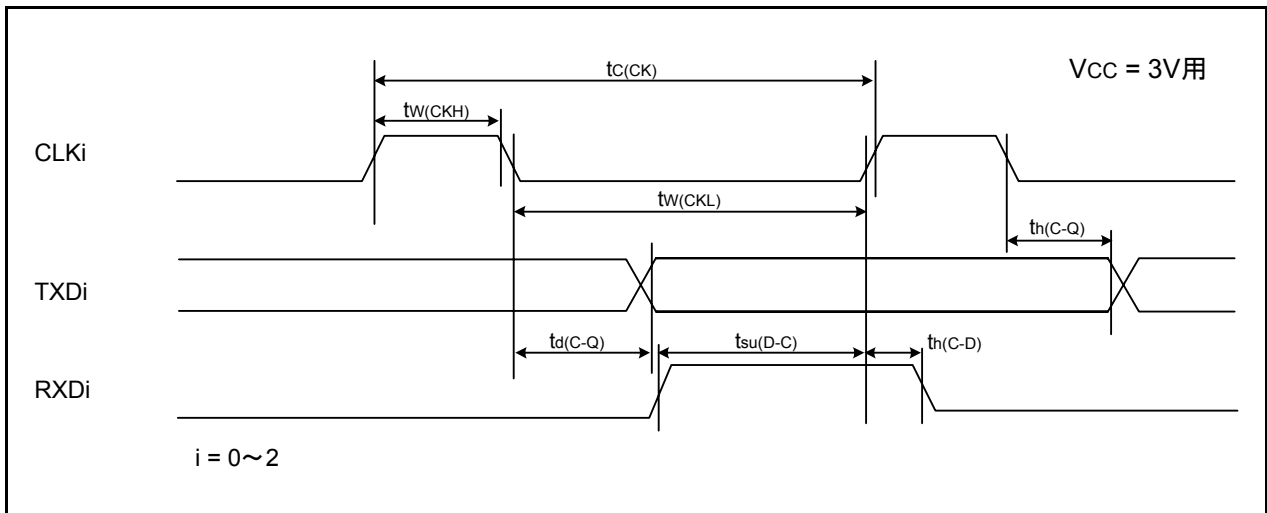 tC(CK)
VCC = 3V用
tW(CKH)
CLKi
tW(CKL)
th(C-Q)
TXDi
td(C-Q)
tsu(D-C)
th(C-D)
RXDi
i = 0～2